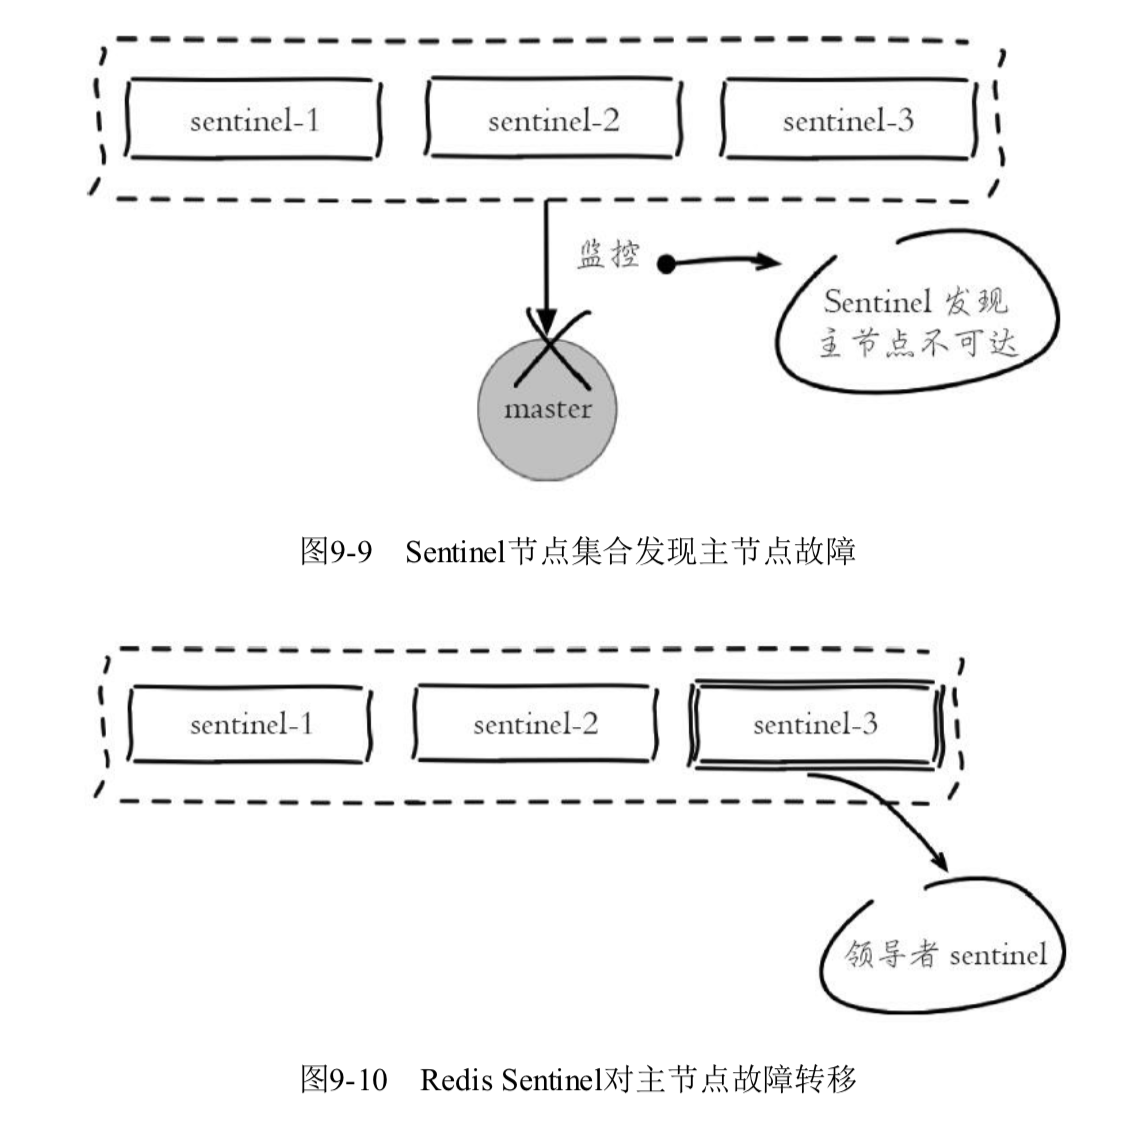 sentinel-1 sentinel-2 sentinel-3
监控
Sentinel 发现
主节点不可达
master
图9-9 Sentinel节点集合发现主节点故障
sentinel-1 sentinel-2 sentinel-3
领导者 sentinel
图9-10 Redis Sentinel对主节点故障转移